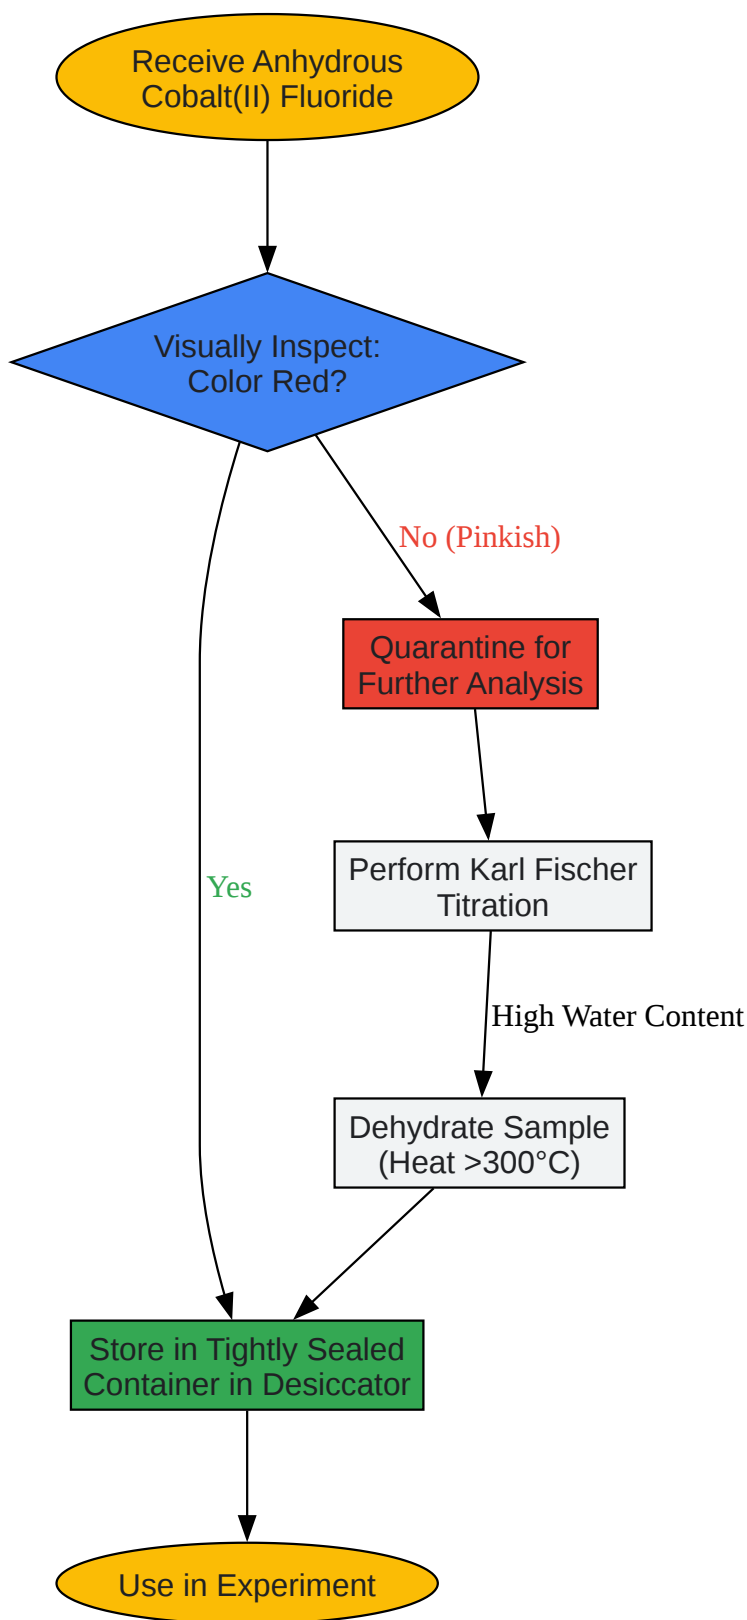 Receive Anhydrous
Cobalt(II) Fluoride
Visually Inspect:
Color Red?
No (Pinkish)
Quarantine for
Further Analysis
Perform Karl Fischer
Titration
Yes
High Water Content
Dehydrate Sample
(Heat >300°C)
Store in Tightly Sealed
Container in Desiccator
Use in Experiment